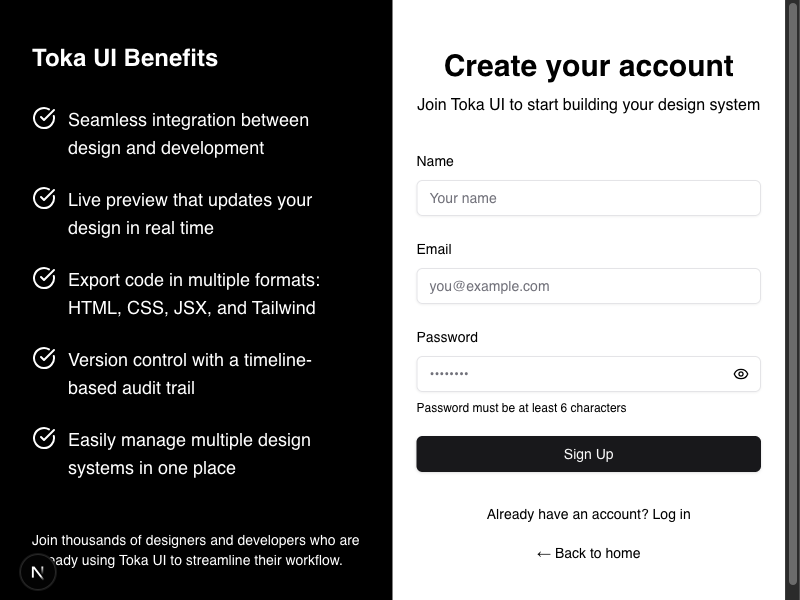 Toka UI Benefits
Seamless integration between
design and development
Live preview that updates your
design in real time
Export code in multiple formats:
HTML, CSS, JSX, and Tailwind
Version control with a timeline-
based audit trail
Easily manage multiple design
systems in one place
Join thousands of designers and developers who are
already using Toka UI to streamline their workflow.
N
Create your account
Join Toka UI to start building your design system
Name
Your name
Email
you@example.com
Password
••••••••
Password must be at least 6 characters
Sign Up
Already have an account? Log in
← Back to home